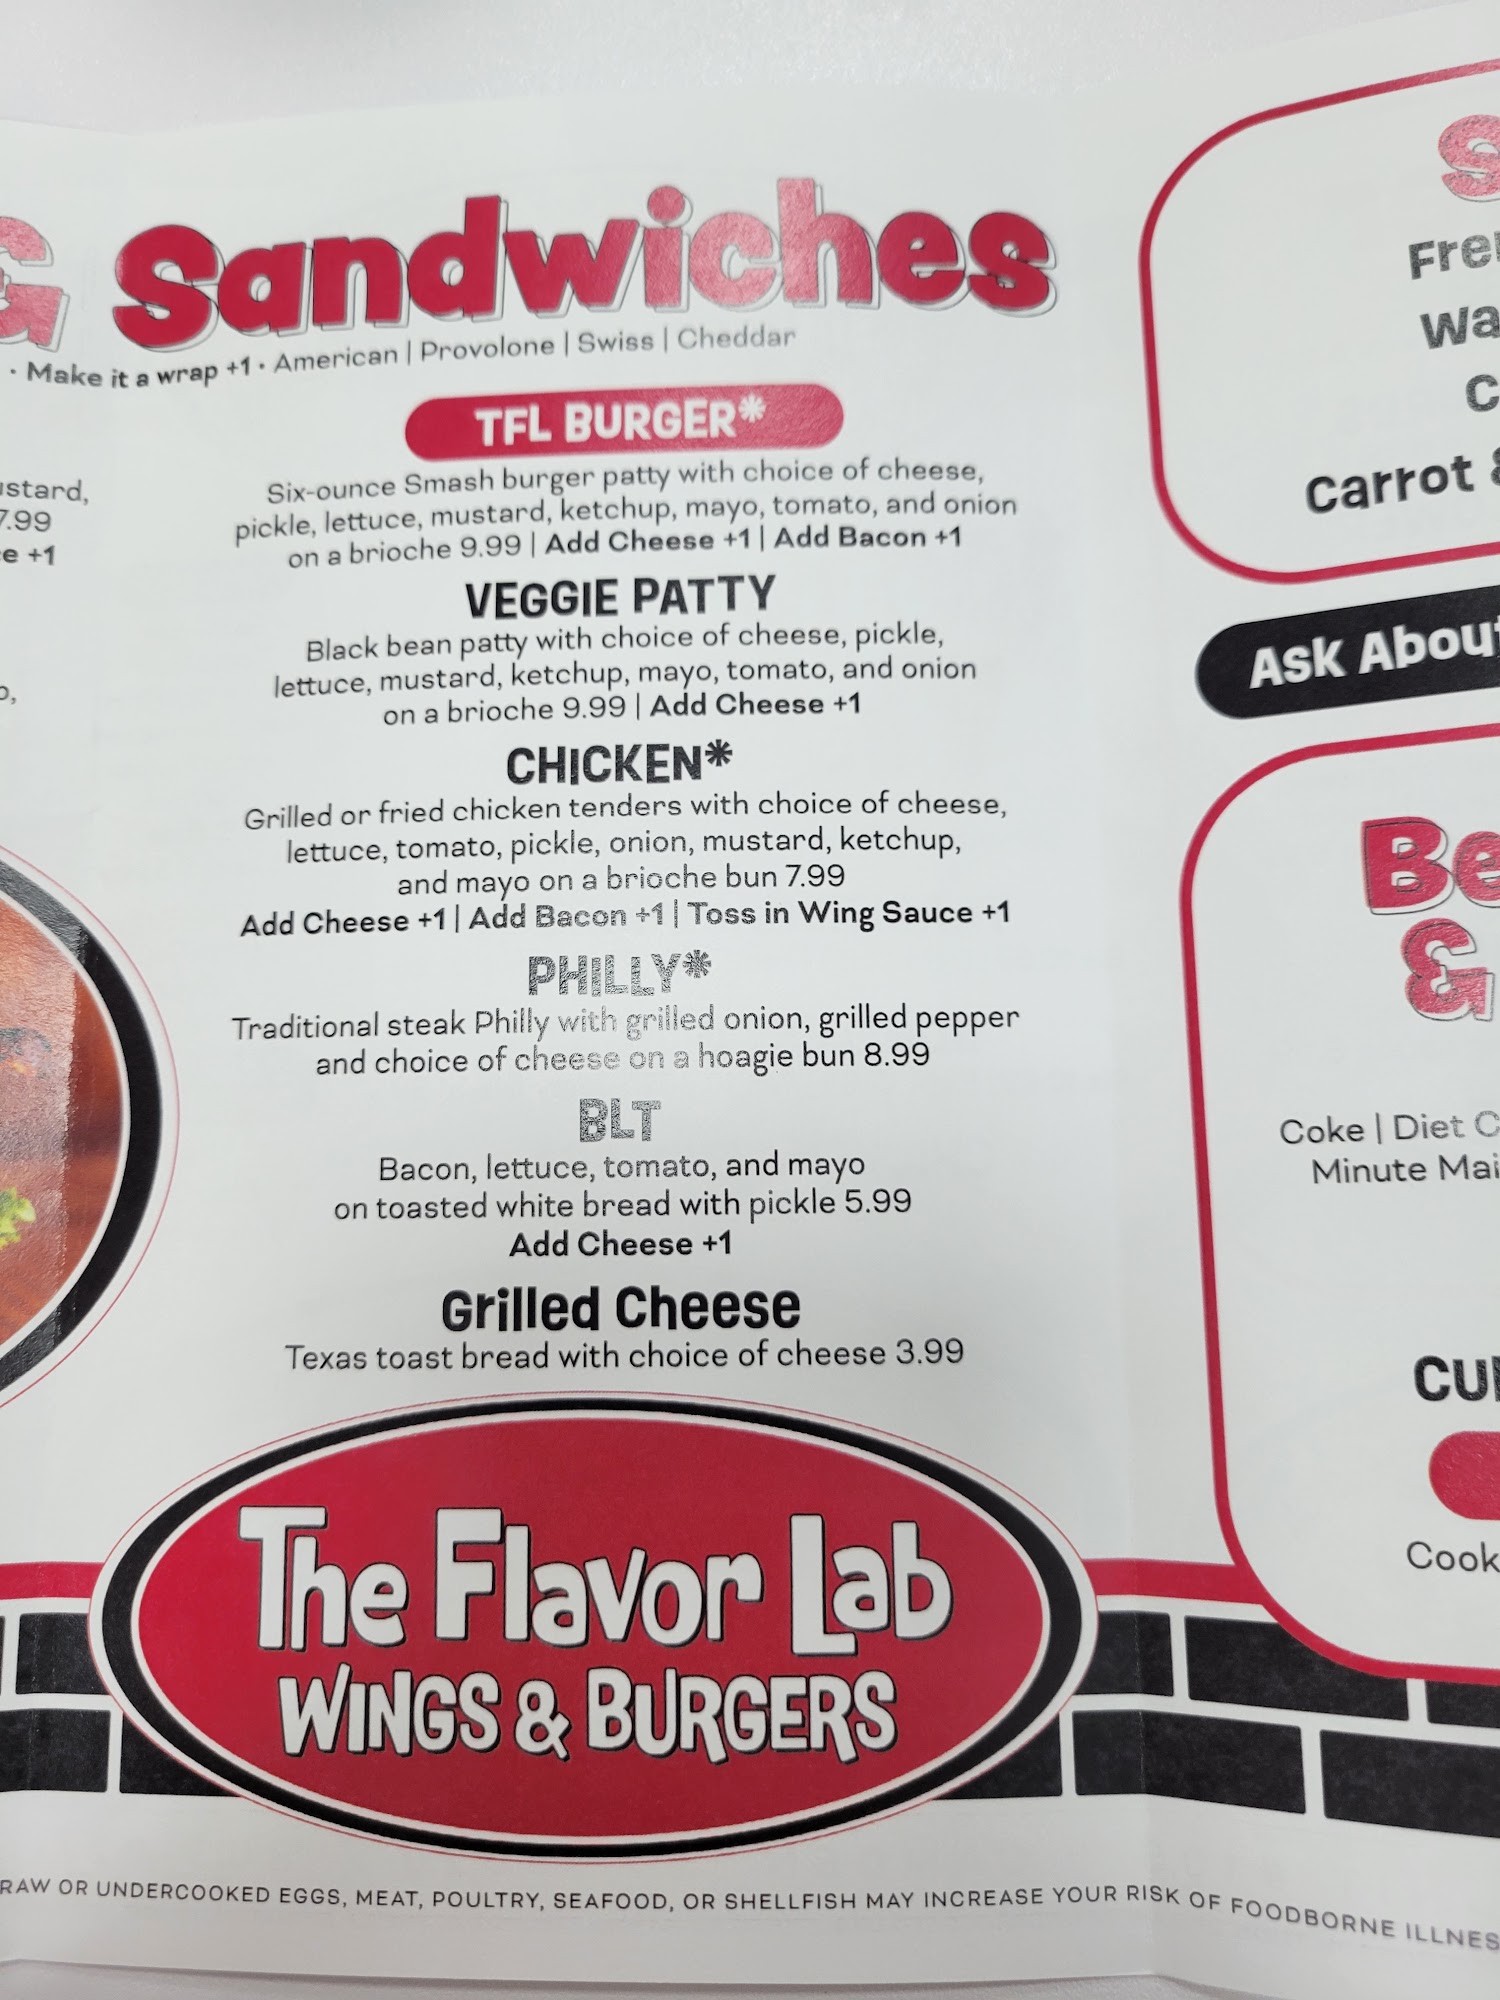 G Sandwiches
· Make it a wrap +1 · American | Provolone | Swiss | Cheddar
7.99
+1
TFL BURGER*
Six-ounce Smash burger patty with choice of cheese,
pickle, lettuce, mustard, ketchup, mayo, tomato, and onion
on a brioche 9.99 | Add Cheese +1 | Add Bacon +1
VEGGIE PATTY
Black bean patty with choice of cheese, pickle,
lettuce, mustard, ketchup, mayo, tomato, and onion
on a brioche 9.99 | Add Cheese +1
CHICKEN*
Grilled or fried chicken tenders with choice of cheese,
lettuce, tomato, pickle, onion, mustard, ketchup,
and mayo on a brioche bun 7.99
Add Cheese +1 | Add Bacon +1 | Toss in Wing Sauce +1
PHILLY*
Traditional steak Philly with grilled onion, grilled pepper
and choice of cheese on a hoagie bun 8.99
BLT
Bacon, lettuce, tomato, and mayo
on toasted white bread with pickle 5.99
Add Cheese +1
Grilled Cheese
Texas toast bread with choice of cheese 3.99
The Flavor Lab
WINGS & BURGERS
RAW OR UNDERCOOKED EGGS, MEAT, POULTRY, SEAFOOD, OR SHELLFISH MAY INCREASE YOUR RISK OF FOODBORNE
Carrot
Ask About
&
Coke | Diet
Minute